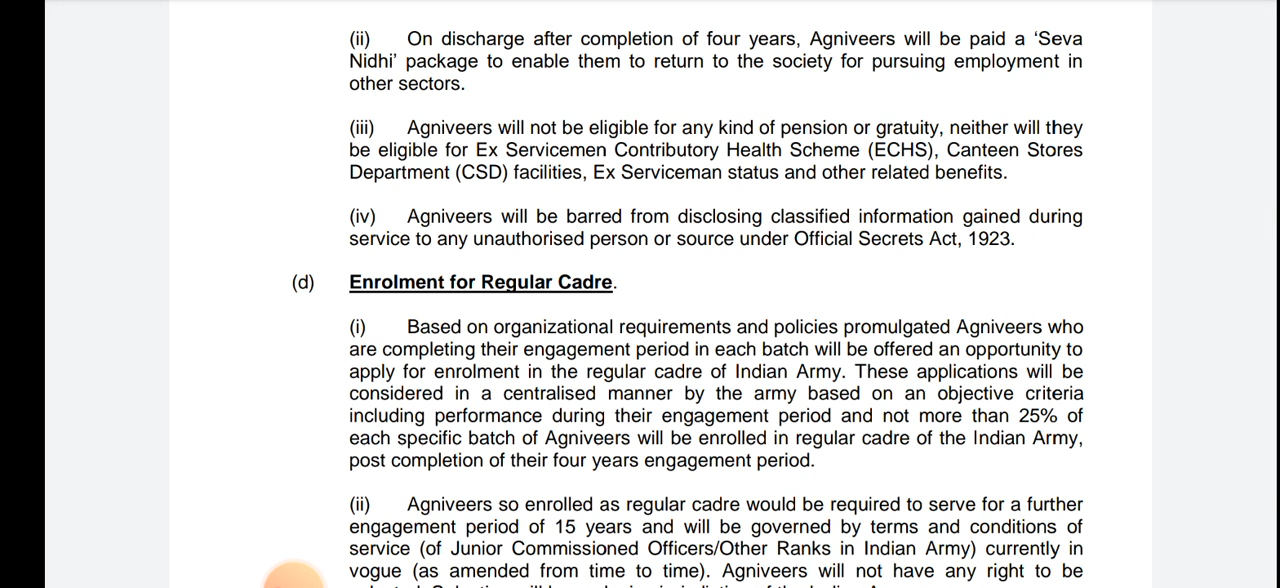 (ii) On discharge after completion of four years, Agniveers will be paid a ‘Seva
Nidhi’ package to enable them to return to the society for pursuing employment in
other sectors.
(iii) Agniveers will not be eligible for any kind of pension or gratuity, neither will they
be eligible for Ex Servicemen Contributory Health Scheme (ECHS), Canteen Stores
Department (CSD) facilities, Ex Serviceman status and other related benefits.
(iv) Agniveers will be barred from disclosing classified information gained during
service to any unauthorised person or source under Official Secrets Act, 1923.
(d) Enrolment for Regular Cadre.
(i) Based on organizational requirements and policies promulgated Agniveers who
are completing their engagement period in each batch will be offered an opportunity to
apply for enrolment in the regular cadre of Indian Army. These applications will be
considered in a centralised manner by the army based on an objective criteria
including performance during their engagement period and not more than 25% of
each specific batch of Agniveers will be enrolled in regular cadre of the Indian Army,
post completion of their four years engagement period.
(ii) Agniveers so enrolled as regular cadre would be required to serve for a further
engagement period of 15 years and will be governed by terms and conditions of
service (of Junior Commissioned Officers/Other Ranks in Indian Army) currently in
vogue (as amended from time to time). Agniveers will not have any right to be